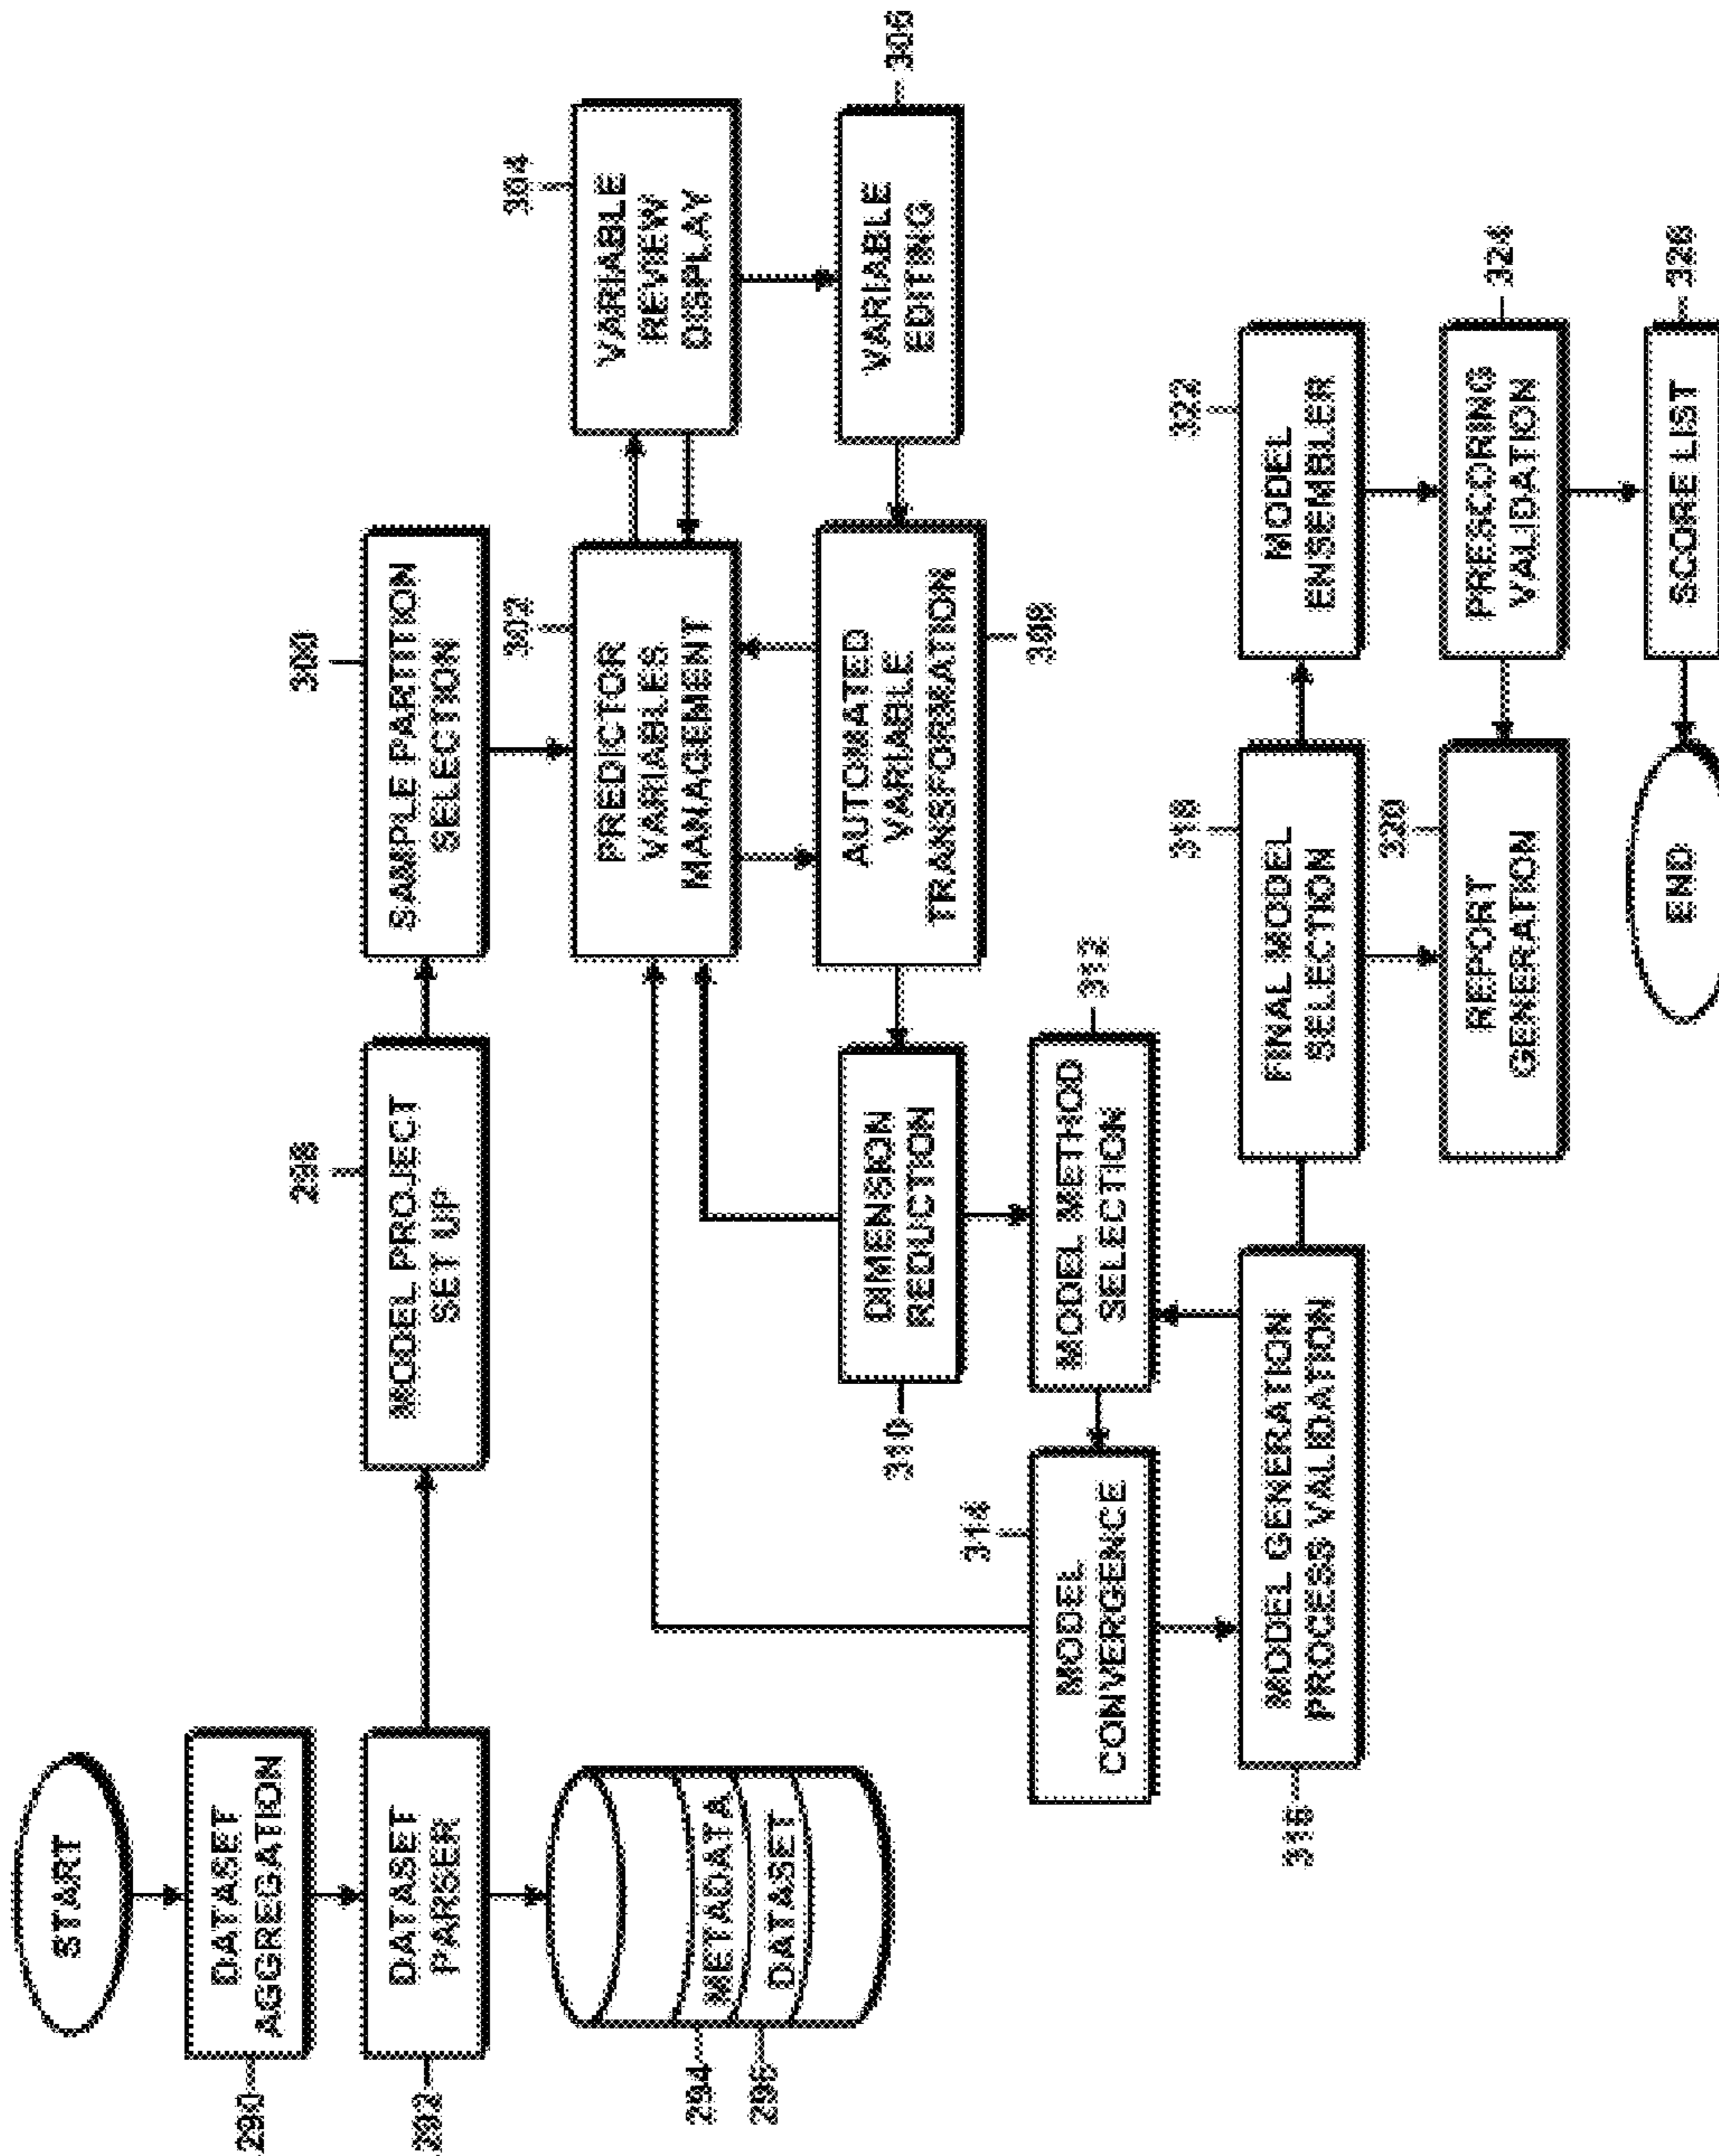 START
DATASET
AGGREGATION
290
DATASET
PARSER
292
METADATA
294
DATASET
296
MODEL PROJECT
SET UP
298
SAMPLE PARTITION
SELECTION
300
PREDICTOR
VARIABLES
MANAGEMENT
302
VARIABLE
REVIEW
DISPLAY
304
VARIABLE
EDITING
306
AUTOMATED
VARIABLE
TRANSFORMATION
308
DIMENSION
REDUCTION
310
MODEL METHOD
SELECTION
312
MODEL
CONVERGENCE
314
MODEL GENERATION
PROCESS VALIDATION
316
FINAL MODEL
SELECTION
318
REPORT
GENERATION
320
MODEL
ENSEMBLER
322
PRESCORING
VALIDATION
324
SCORE LIST
326
END